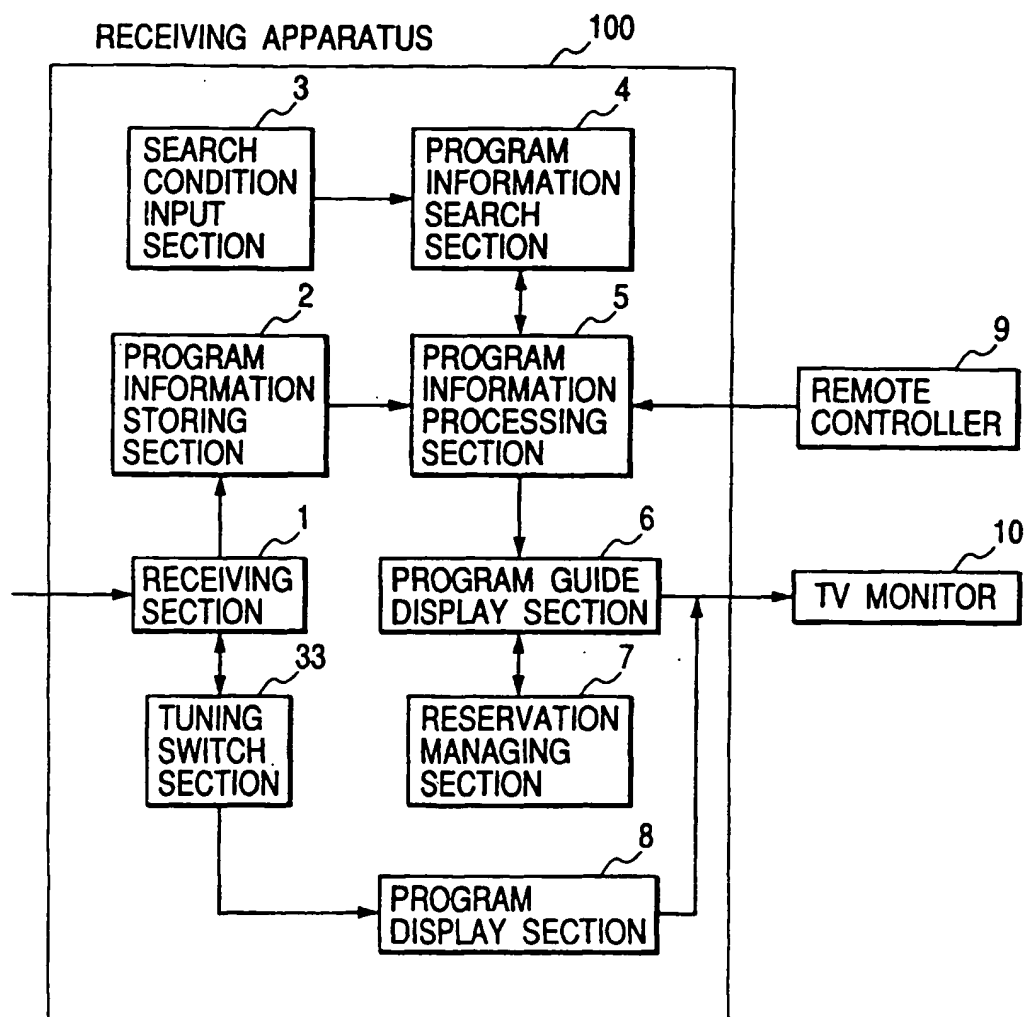 RECEIVING APPARATUS
100
3
SEARCH
CONDITION
INPUT
SECTION
4
PROGRAM
INFORMATION
SEARCH
SECTION
2
PROGRAM
INFORMATION
STORING
SECTION
5
PROGRAM
INFORMATION
PROCESSING
SECTION
9
REMOTE
CONTROLLER
1
RECEIVING
SECTION
6
PROGRAM GUIDE
DISPLAY SECTION
10
TV MONITOR
33
TUNING
SWITCH
SECTION
7
RESERVATION
MANAGING
SECTION
8
PROGRAM
DISPLAY SECTION